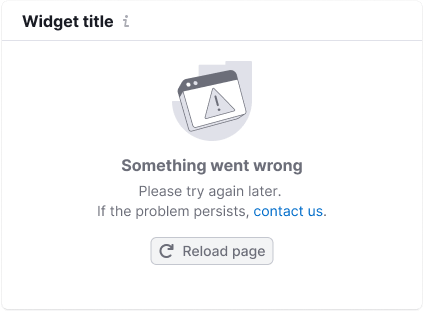 Widget title
Something went wrong
Please try again later.
If the problem persists, contact us.
Reload page